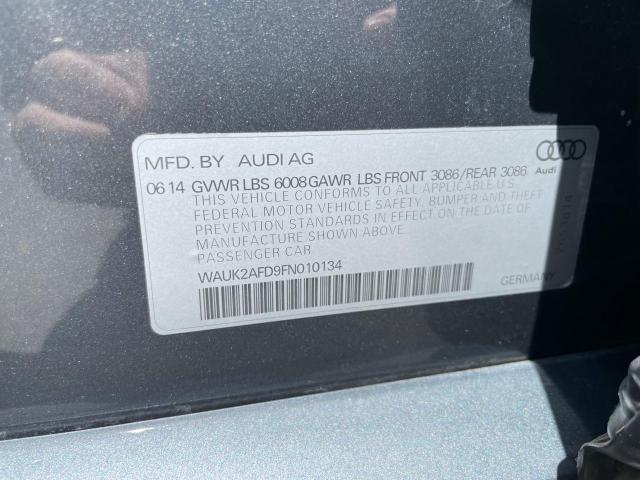 MFD. BY AUDI AG
Audi
06 14 GVWR LBS 6008 GAWR LBS FRONT 3086/REAR 3086
THIS VEHICLE CONFORMS TO ALL APPLICABLE U.S
FEDERAL MOTOR VEHICLE SAFETY, BUMPER AND THEFT
PREVENTION STANDARDS IN EFFECT ON THE DATE OF
MANUFACTURE SHOWN ABOVE.
PASSENGER CAR
WAUK2AFD9FN010134
GERMANY